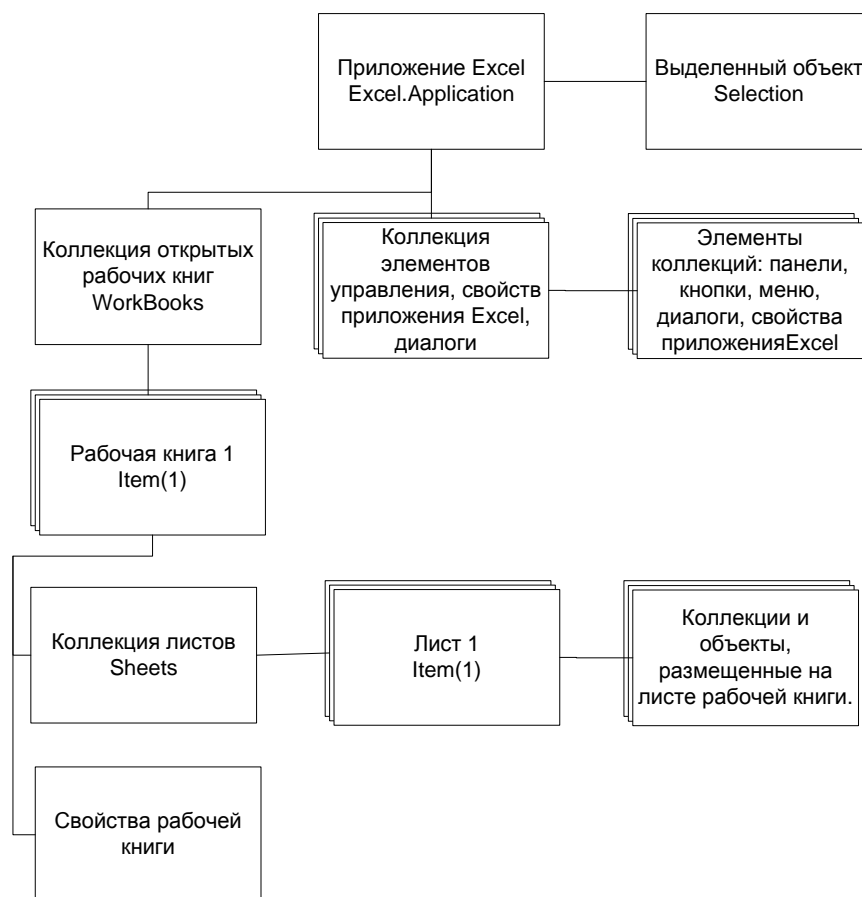 Приложение Excel
Excel.Application
Выделенный объект
Selection
Коллекция открытых
рабочих книг
WorkBooks
Коллекция
элементов
управления, свойств
приложения Excel,
диалоги
Элементы
коллекций: панели,
кнопки, меню,
диалоги, свойства
приложенияExcel
Рабочая книга 1
Item(1)
Коллекция листов
Sheets
Лист 1
Item(1)
Коллекции и
объекты,
размещенные на
листе рабочей книги.
Свойства рабочей
книги